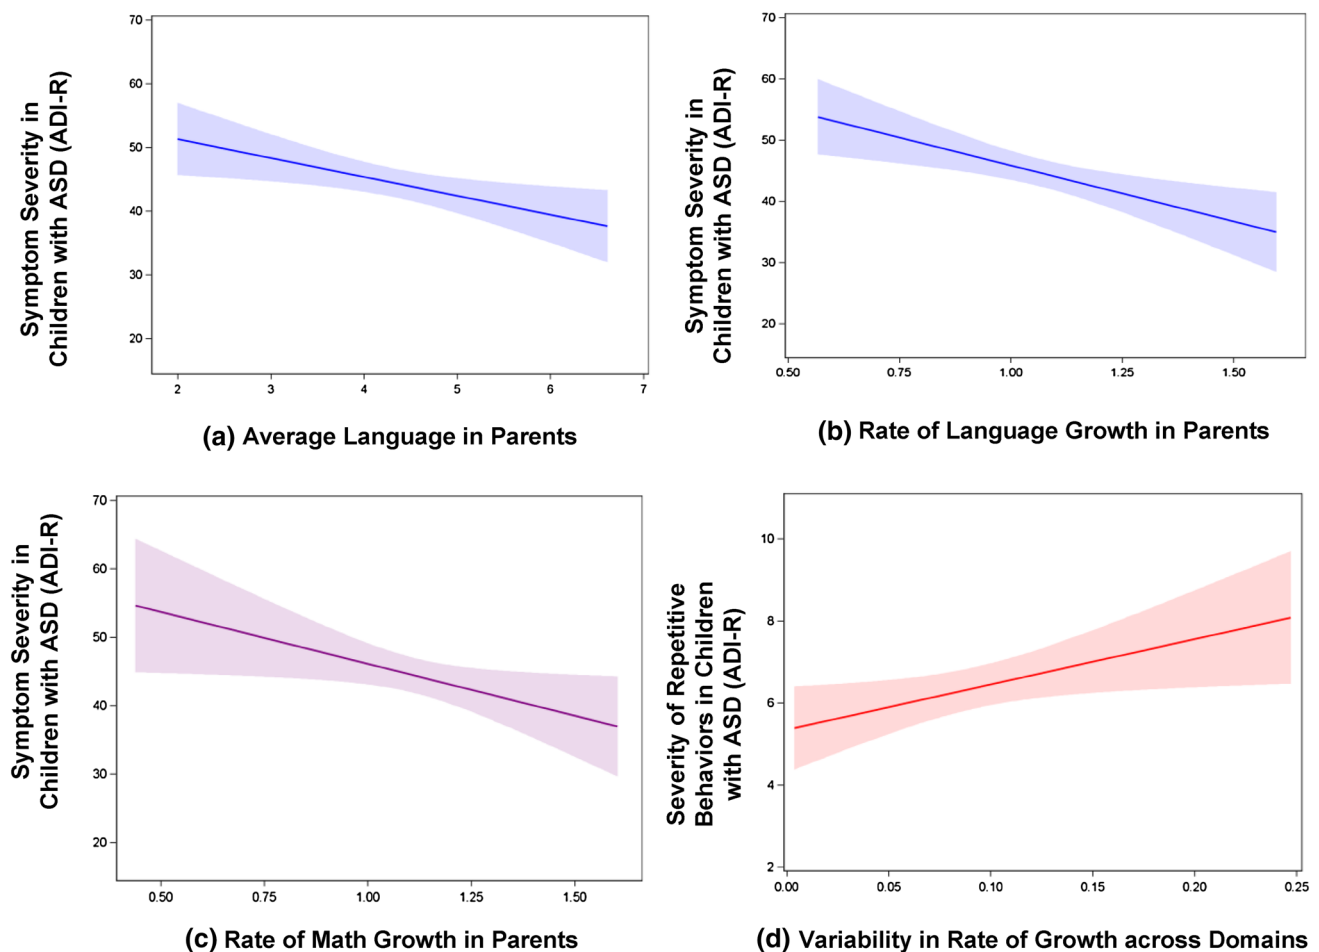 Symptom Severity in
Children with ASD (ADI-R)
70
60
50
40
30
20
2 3 4 5 6 7
(a) Average Language in Parents
Symptom Severity in
Children with ASD (ADI-R)
70
60
50
40
30
20
0.50 0.75 1.00 1.25 1.50
(b) Rate of Language Growth in Parents
Symptom Severity in
Children with ASD (ADI-R)
70
60
50
40
30
20
0.50 0.75 1.00 1.25 1.50
(c) Rate of Math Growth in Parents
Severity of Repetitive
Behaviors in Children
with ASD (ADI-R)
10
8
6
4
2
0.00 0.05 0.10 0.15 0.20 0.25
(d) Variability in Rate of Growth across Domains